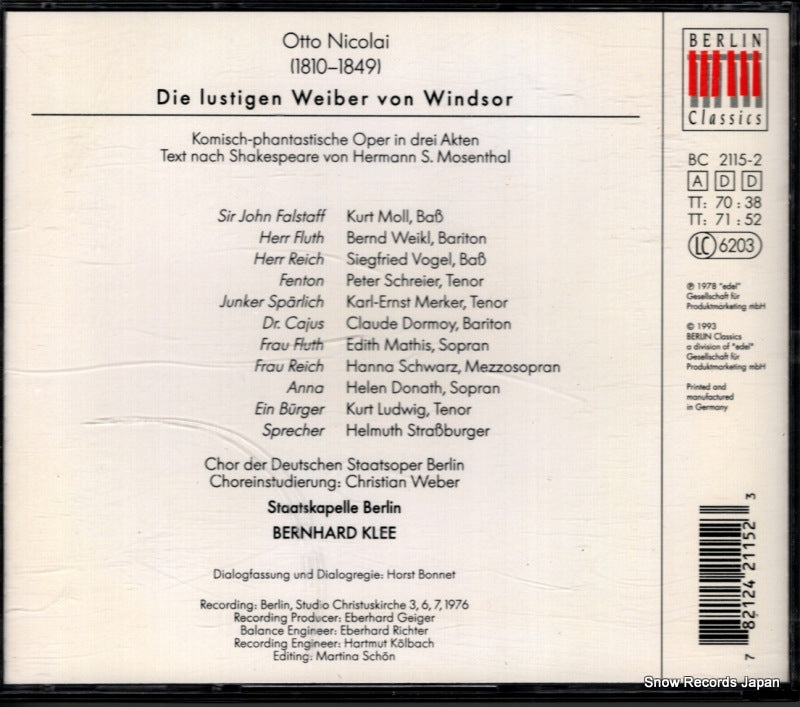 Otto Nicolai
(1810–1849)
Die lustigen Weiber von Windsor
Komisch-phantastische Oper in drei Akten
Text nach Shakespeare von Hermann S. Mosenthal
Sir John Falstaff Kurt Moll, Baß
Herr Fluth Bernd Weikl, Bariton
Herr Reich Siegfried Vogel, Baß
Fenton Peter Schreier, Tenor
Junker Spärlich Karl-Ernst Merker, Tenor
Dr. Cajus Claude Dormoy, Bariton
Frau Fluth Edith Mathis, Sopran
Frau Reich Hanna Schwarz, Mezzosopran
Anna Helen Donath, Sopran
Ein Bürger Kurt Ludwig, Tenor
Sprecher Helmuth Straßburger
Chor der Deutschen Staatsoper Berlin
Choreinstudierung: Christian Weber
Staatskapelle Berlin
BERNHARD KLEE
Dialogfassung und Dialogregie: Horst Bonnet
Recording: Berlin, Studio Christuskirche 3, 6, 7, 1976
Recording Producer: Eberhard Geiger
Balance Engineer: Eberhard Richter
Recording Engineer: Hartmut Kölbach
Editing: Martina Schön
BERLIN
Classics
BC 2115-2
A D D
TT: 70:38
TT: 71:52
LC 6203
℗ 1978 "edel"
Gesellschaft für
Produktmarketing mbH
© 1993
BERLIN Classics
a division of "edel"
Gesellschaft für
Produktmarketing mbH
Printed and
manufactured
in Germany
7 82124 21152 3
Snow Records Japan